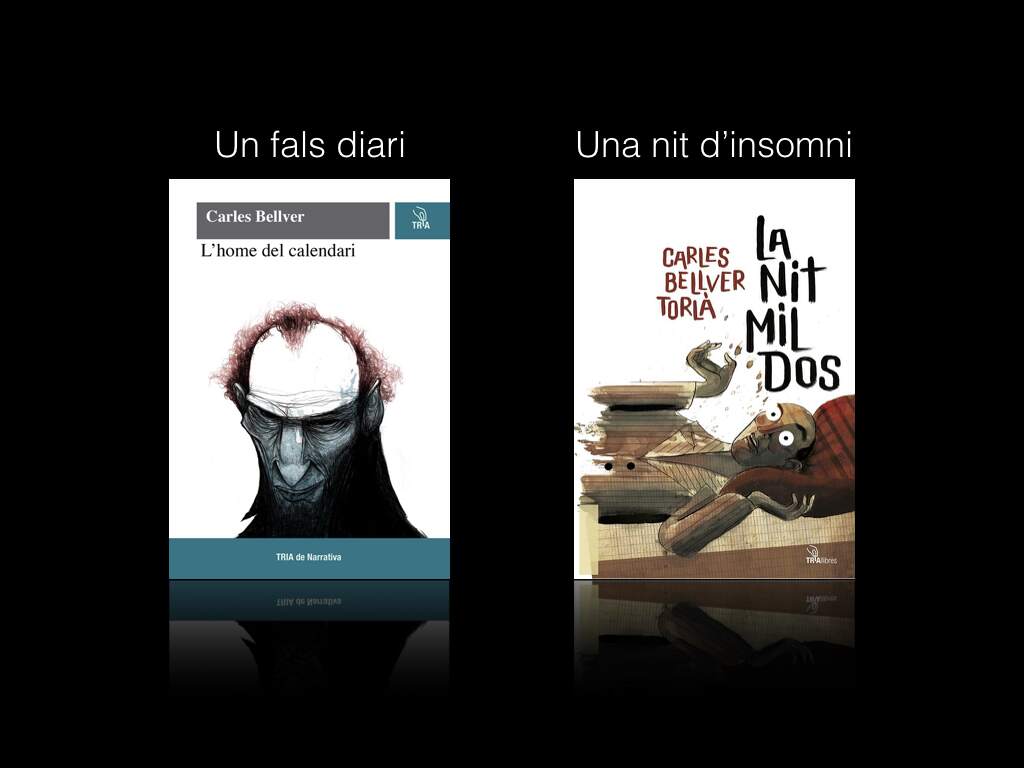 Un fals diari
Una nit d’insomni
Carles Bellver
TRIA
L’home del calendari
TRIA de Narrativa
CARLES
BELLVER
TORLÀ
LA
NIT
MIL
DOS
TRIAllibres